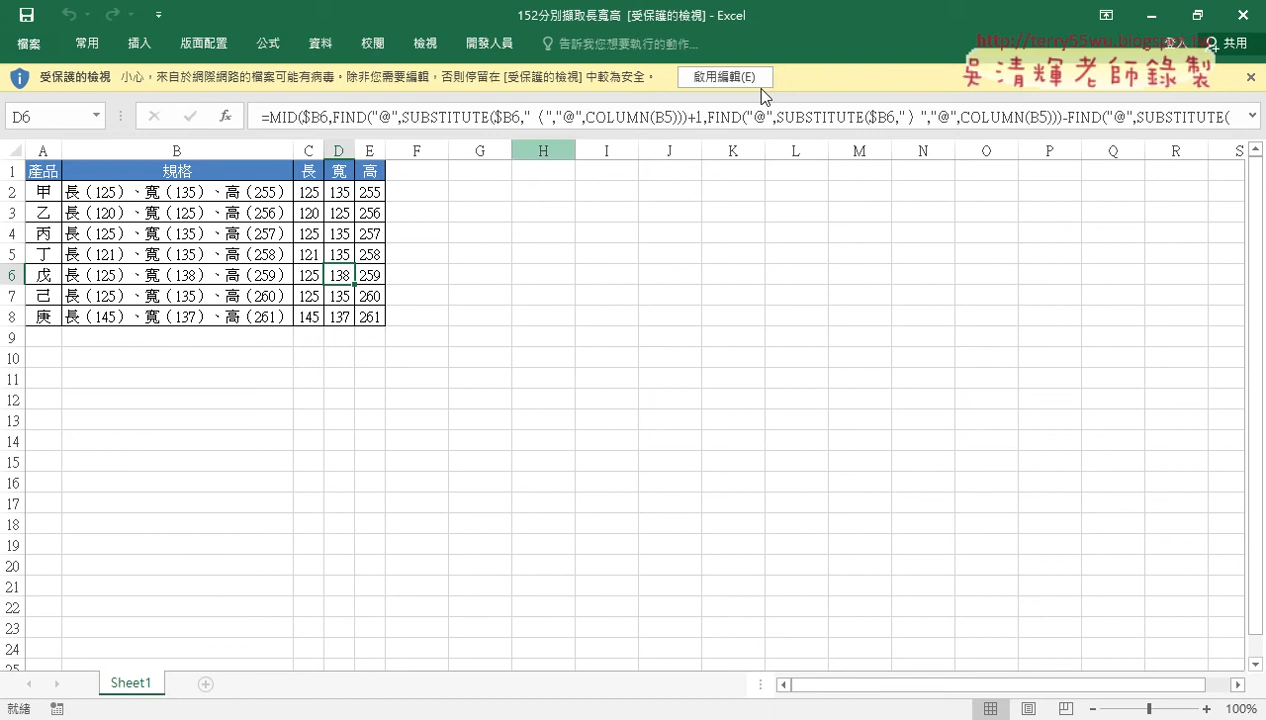 152分別擷取長寬高 [受保護的檢視] - Excel
檔案 常用 插入 版面配置 公式 資料 校閱 檢視 開發人員 告訴我您想要執行的動作... 登入 共用
http://terry55wu.blogspot.tw
吳清輝老師錄製
受保護的檢視 小心，來自網際網路的檔案可能有病毒。除非您需要編輯，否則停留在 [受保護的檢視] 中較為安全。 啟用編輯(E)
D6 fx =MID($B6,FIND("@",SUBSTITUTE($B6,"（","@",COLUMN(B5)))+1,FIND("@",SUBSTITUTE($B6,"）","@",COLUMN(B5)))-FIND("@",SUBSTITUTE(
A B C D E F G H I J K L M N O P Q R S
1 產品 規格 長 寬 高
2 甲 長（125）、寬（135）、高（255） 125 135 255
3 乙 長（120）、寬（125）、高（256） 120 125 256
4 丙 長（125）、寬（135）、高（257） 125 135 257
5 丁 長（121）、寬（135）、高（258） 121 135 258
6 戊 長（125）、寬（138）、高（259） 125 138 259
7 己 長（125）、寬（135）、高（260） 125 135 260
8 庚 長（145）、寬（137）、高（261） 145 137 261
9
10
11
12
13
14
15
16
17
18
19
20
21
22
23
24
25
Sheet1
就緒 100%